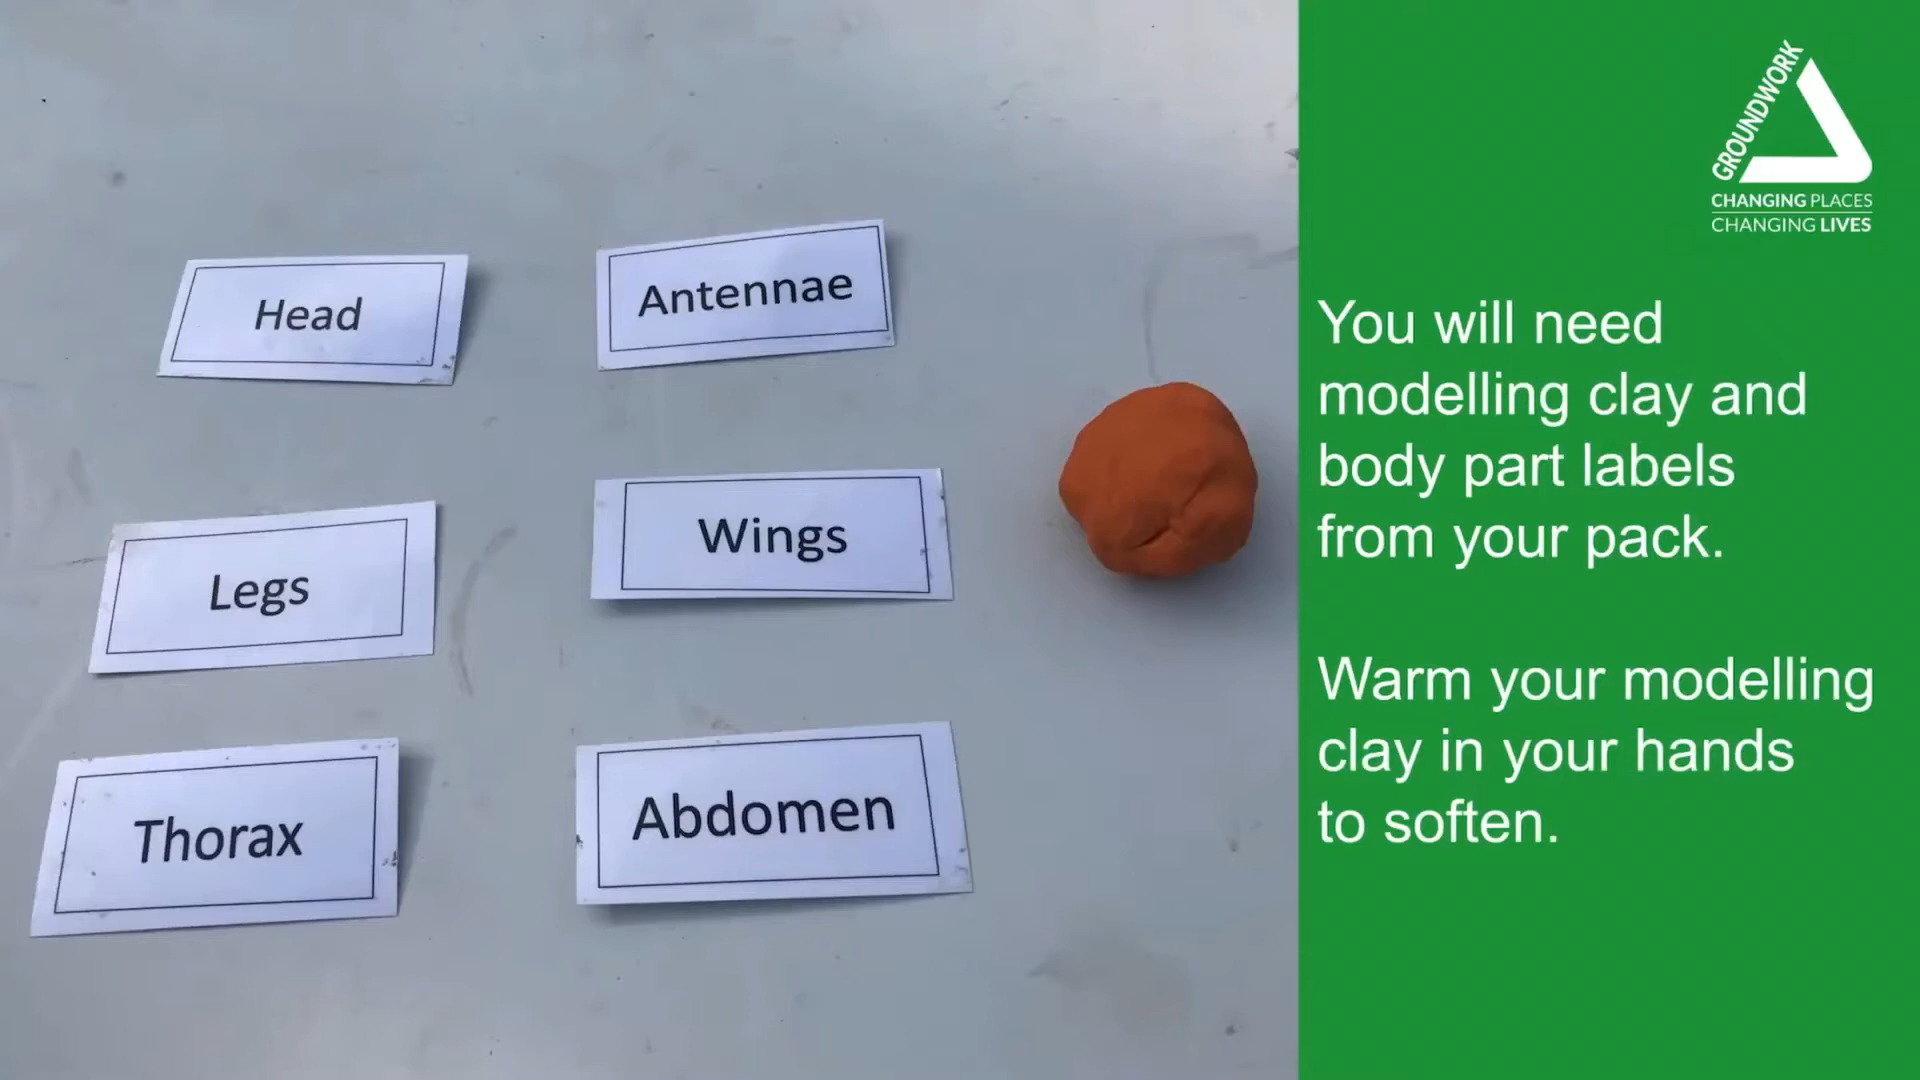 Head
Antennae
Legs
Wings
Thorax
Abdomen
GROUNDWORK
CHANGING PLACES
CHANGING LIVES
You will need
modelling clay and
body part labels
from your pack.
Warm your modelling
clay in your hands
to soften.